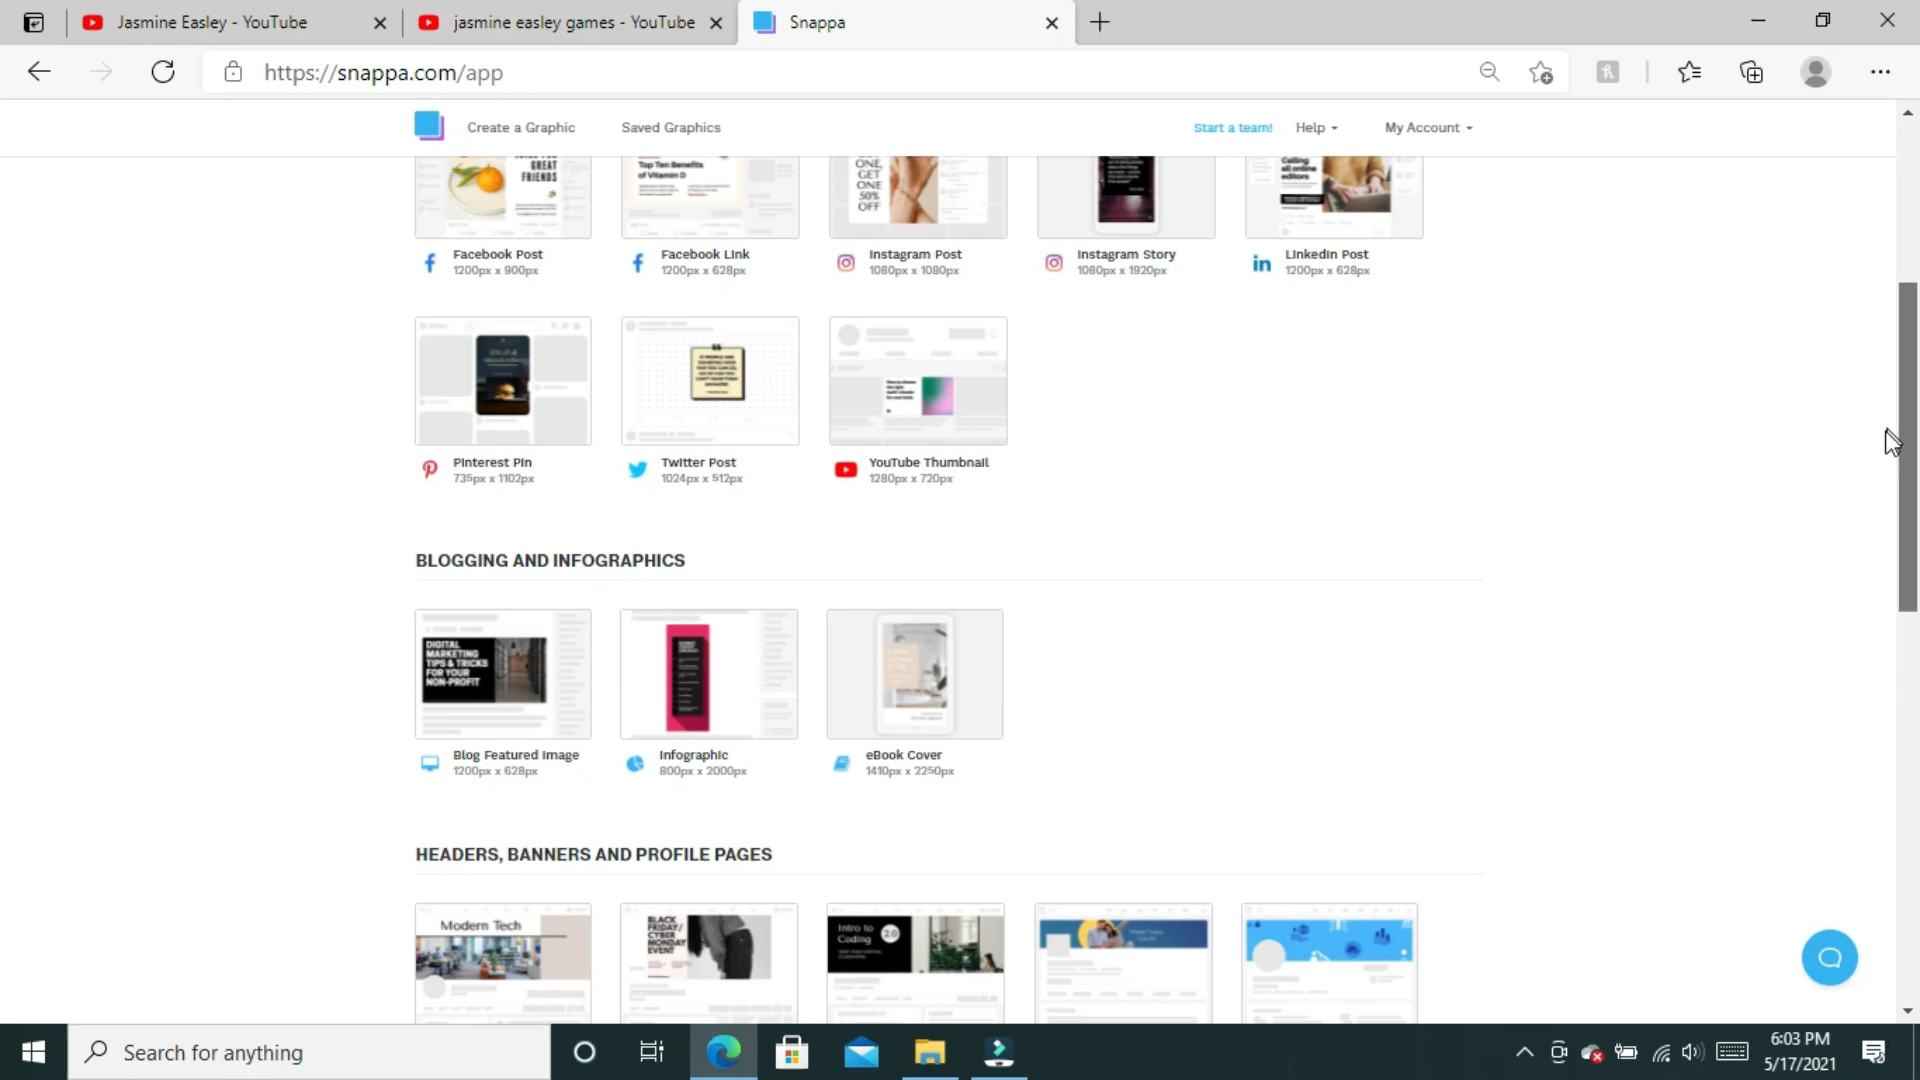 Jasmine Easley - YouTube
jasmine easley games - YouTube
Snappa
https://snappa.com/app
Create a Graphic
Saved Graphics
Start a team!
Help
My Account
GREAT
FRIENDS
Top Ten Benefits
of Vitamin D
ONE,
GET
ONE
50%
OFF
Calling
all online
editors
Facebook Post
1200px x 900px
Facebook Link
1200px x 628px
Instagram Post
1080px x 1080px
Instagram Story
1080px x 1920px
LinkedIn Post
1200px x 628px
Pinterest Pin
735px x 1102px
Twitter Post
1024px x 512px
YouTube Thumbnail
1280px x 720px
BLOGGING AND INFOGRAPHICS
DIGITAL
MARKETING
TIPS & TRICKS
FOR YOUR
NON-PROFIT
Blog Featured Image
1200px x 628px
Infographic
800px x 2000px
eBook Cover
1410px x 2250px
HEADERS, BANNERS AND PROFILE PAGES
Modern Tech
BLACK
FRIDAY/
CYBER
MONDAY
EVENT
Intro to
Coding
2.0
Search for anything
6:03 PM
5/17/2021